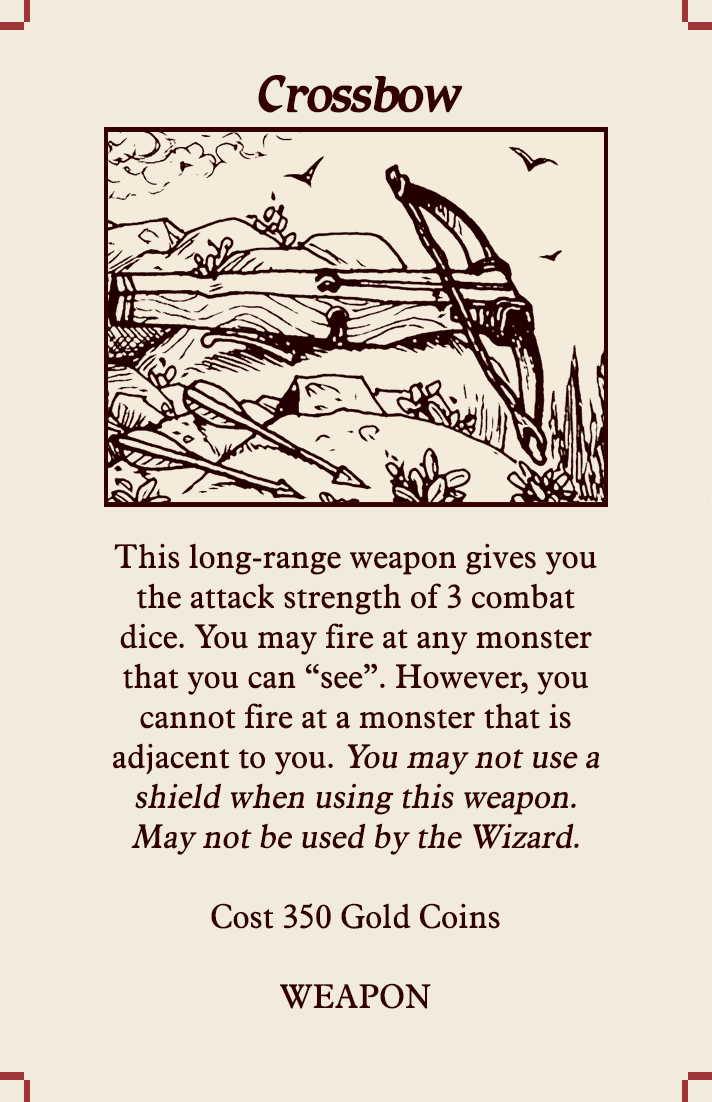 Crossbow
This long-range weapon gives you
the attack strength of 3 combat
dice. You may fire at any monster
that you can “see”. However, you
cannot fire at a monster that is
adjacent to you. You may not use a
shield when using this weapon.
May not be used by the Wizard.
Cost 350 Gold Coins
WEAPON